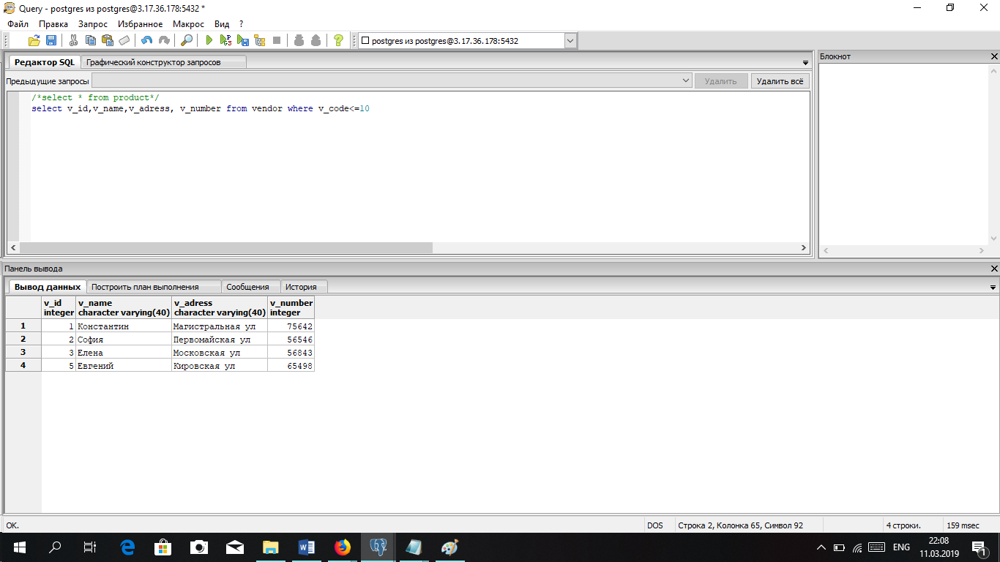 Query - postgres из postgres@3.17.36.178:5432 *
Файл Правка Запрос Избранное Макрос Вид ?
postgres из postgres@3.17.36.178:5432
Редактор SQL Графический конструктор запросов
Блокнот
Предыдущие запросы Удалить Удалить всё
/*select * from product*/
select v_id,v_name,v_adress, v_number from vendor where v_code<=10
Панель вывода
Вывод данных Построить план выполнения Сообщения История
v_id v_name v_adress v_number
integer character varying(40) character varying(40) integer
1 1 Константин Магистральная ул 75642
2 2 София Первомайская ул 56546
3 3 Елена Московская ул 56843
4 5 Евгений Кировская ул 65498
OK. DOS Строка 2, Колонка 65, Символ 92 4 строки. 159 msec
ENG 22:08
11.03.2019 1